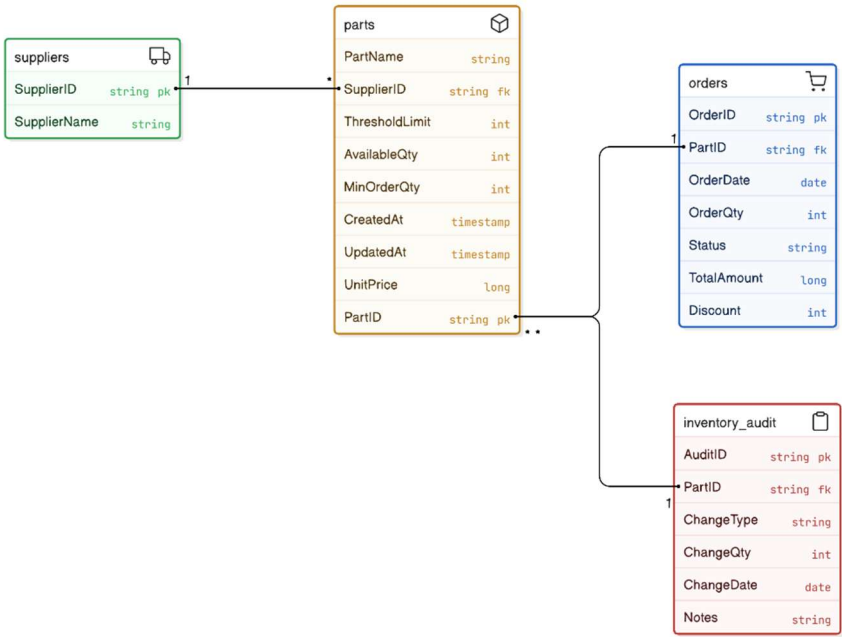 suppliers
SupplierID string pk
SupplierName string
1
*
parts
PartName string
SupplierID string fk
ThresholdLimit int
AvailableQty int
MinOrderQty int
CreatedAt timestamp
UpdatedAt timestamp
UnitPrice long
PartID string pk
* *
1
orders
OrderID string pk
PartID string fk
OrderDate date
OrderQty int
Status string
TotalAmount long
Discount int
1
inventory_audit
AuditID string pk
PartID string fk
ChangeType string
ChangeQty int
ChangeDate date
Notes string